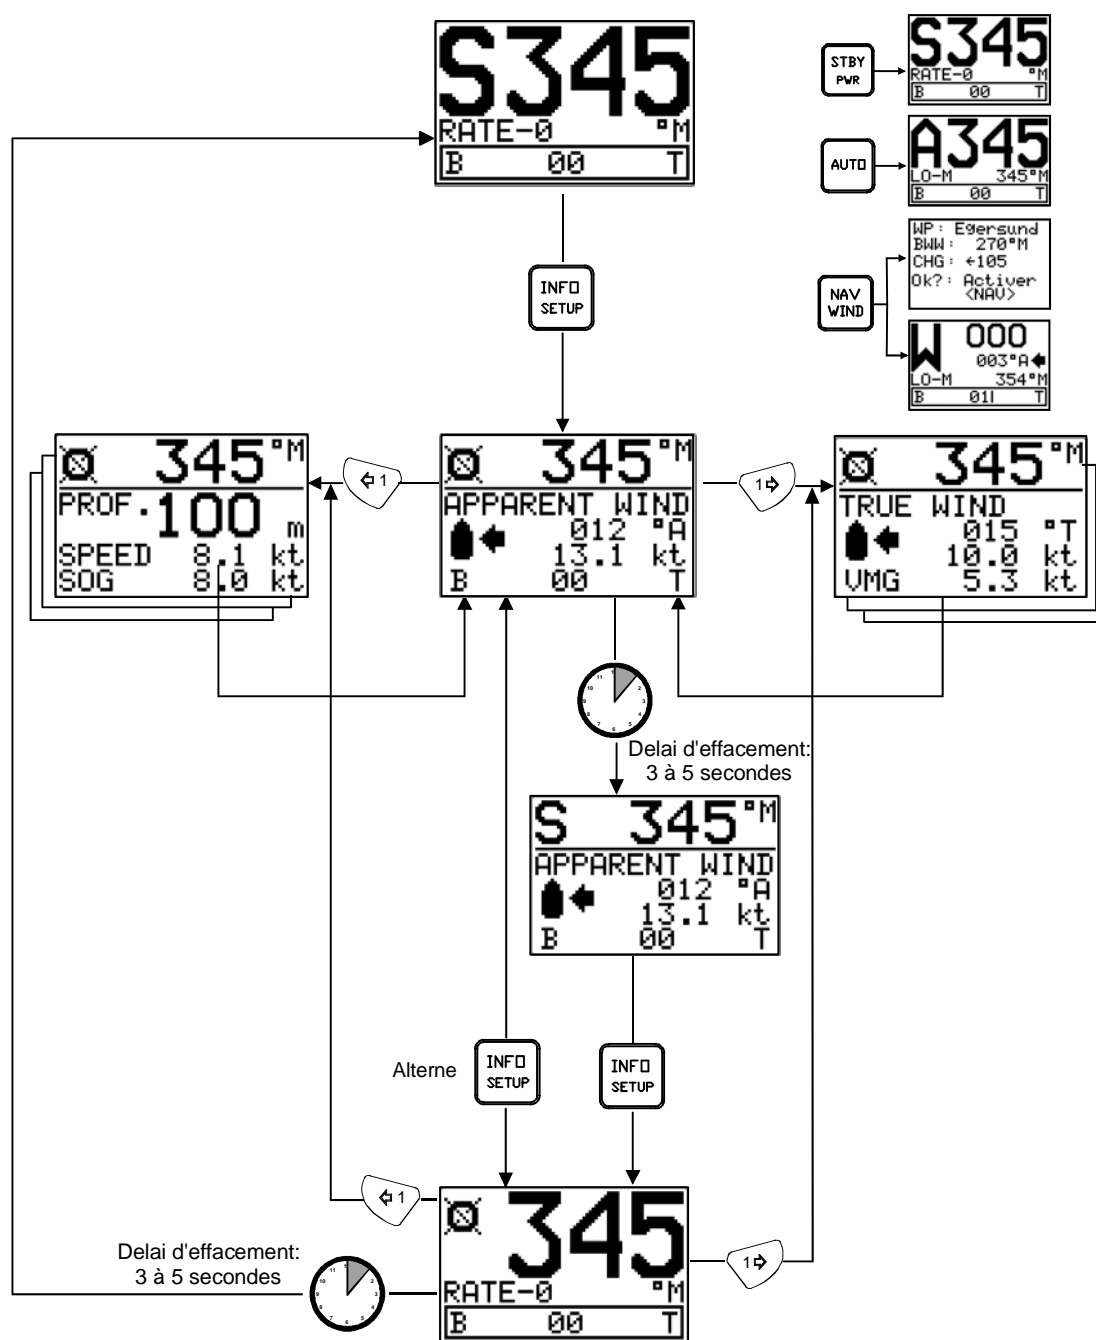 S345
RATE-0 °M
B 00 T
STBY
PWR
S345
RATE-0 °M
B 00 T
AUTO
A345
LO-M 345°M
B 00 T
NAV
WIND
WP: Egersund
BWW: 270°M
CHG: ←105
Ok?: Activer
<NAV>
W 000
003°A
LO-M 354°M
B 01I T
INFO
SETUP
345°M
PROF. 100 m
SPEED 8.1 kt
SOG 8.0 kt
1
345°M
APPARENT WIND
012 °A
13.1 kt
B 00 T
1
345°M
TRUE WIND
015 °T
10.0 kt
VMG 5.3 kt
Delai d'effacement:
3 à 5 secondes
S 345°M
APPARENT WIND
012 °A
13.1 kt
B 00 T
Alterne
INFO
SETUP
INFO
SETUP
1
345
RATE-0 °M
B 00 T
1
Delai d'effacement:
3 à 5 secondes